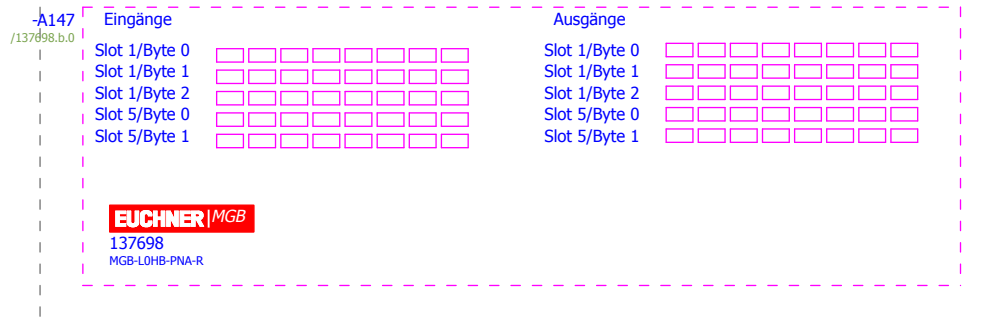 -A147
/137698.b.0
Eingänge
Slot 1/Byte 0
Slot 1/Byte 1
Slot 1/Byte 2
Slot 5/Byte 0
Slot 5/Byte 1
Ausgänge
Slot 1/Byte 0
Slot 1/Byte 1
Slot 1/Byte 2
Slot 5/Byte 0
Slot 5/Byte 1
EUCHNER|MGB
137698
MGB-L0HB-PNA-R